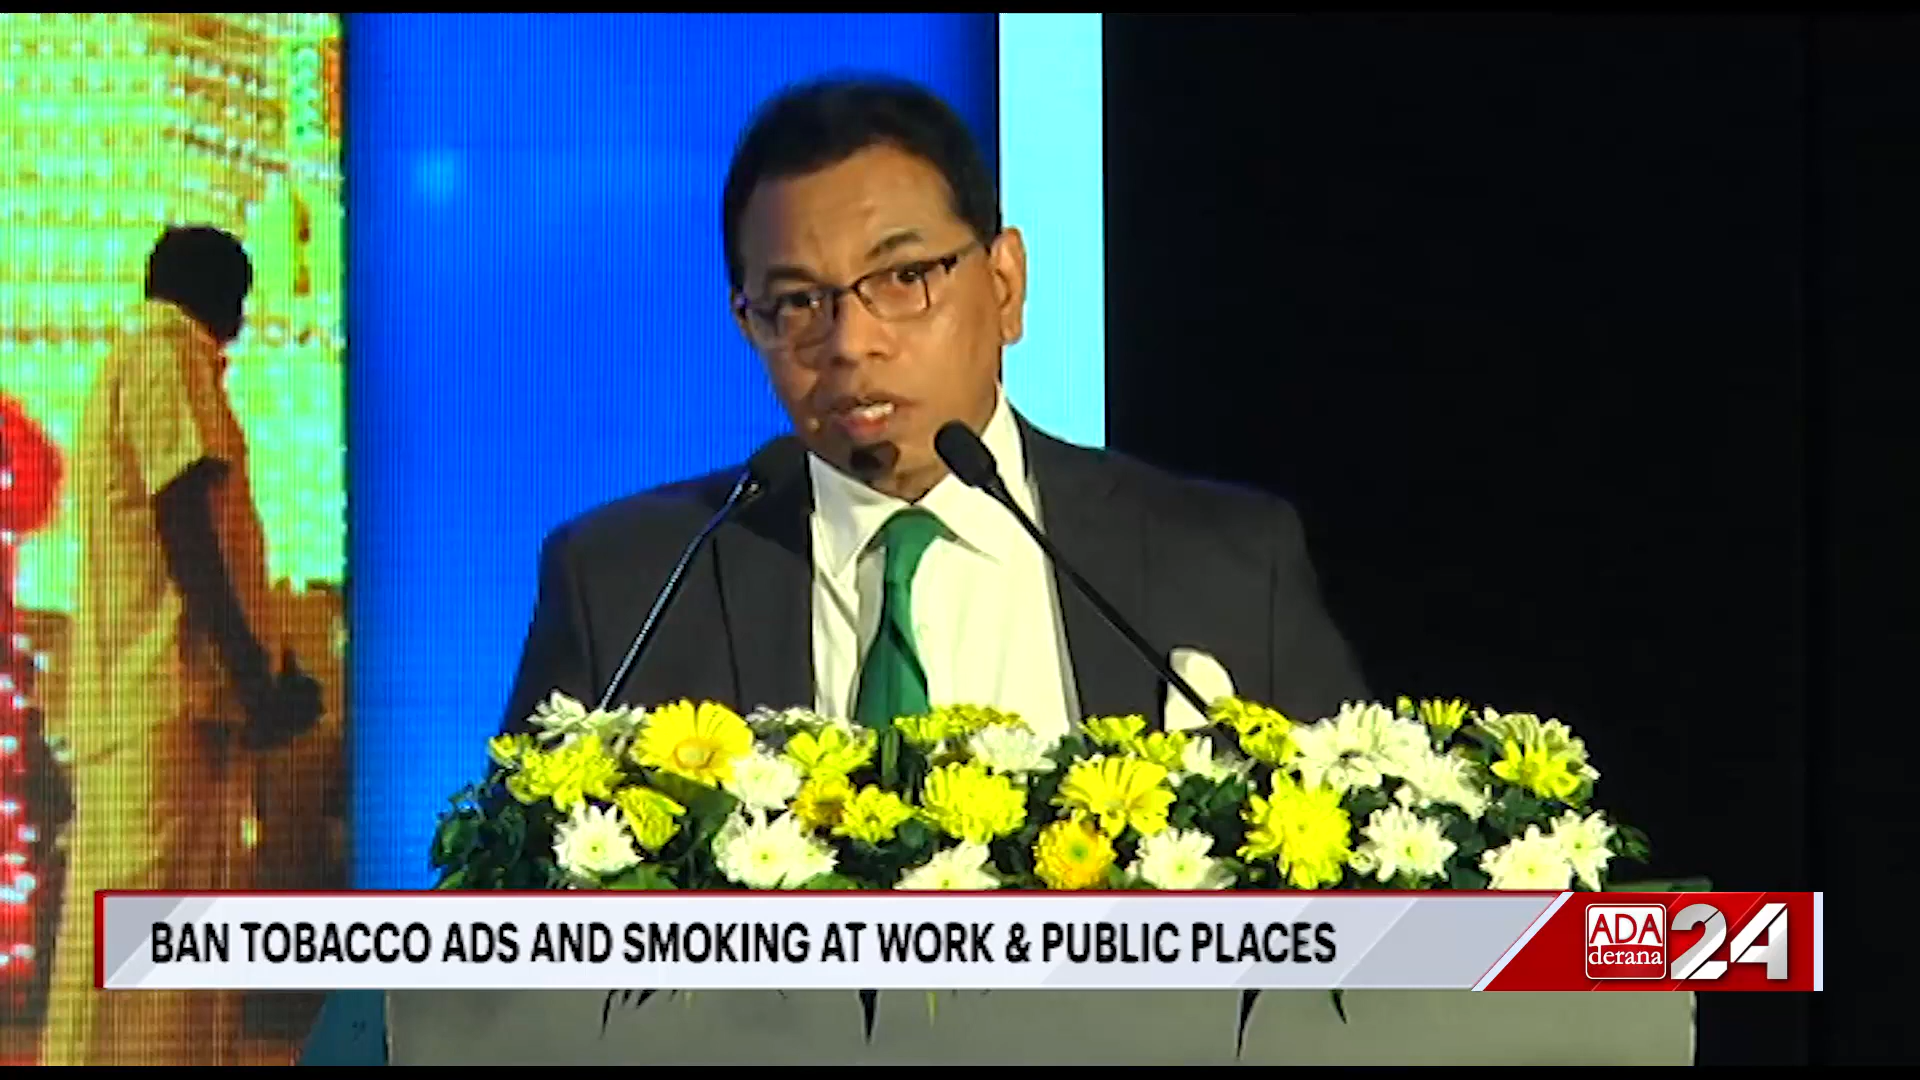 BAN TOBACCO ADS AND SMOKING AT WORK & PUBLIC PLACES
ADA
derana
24